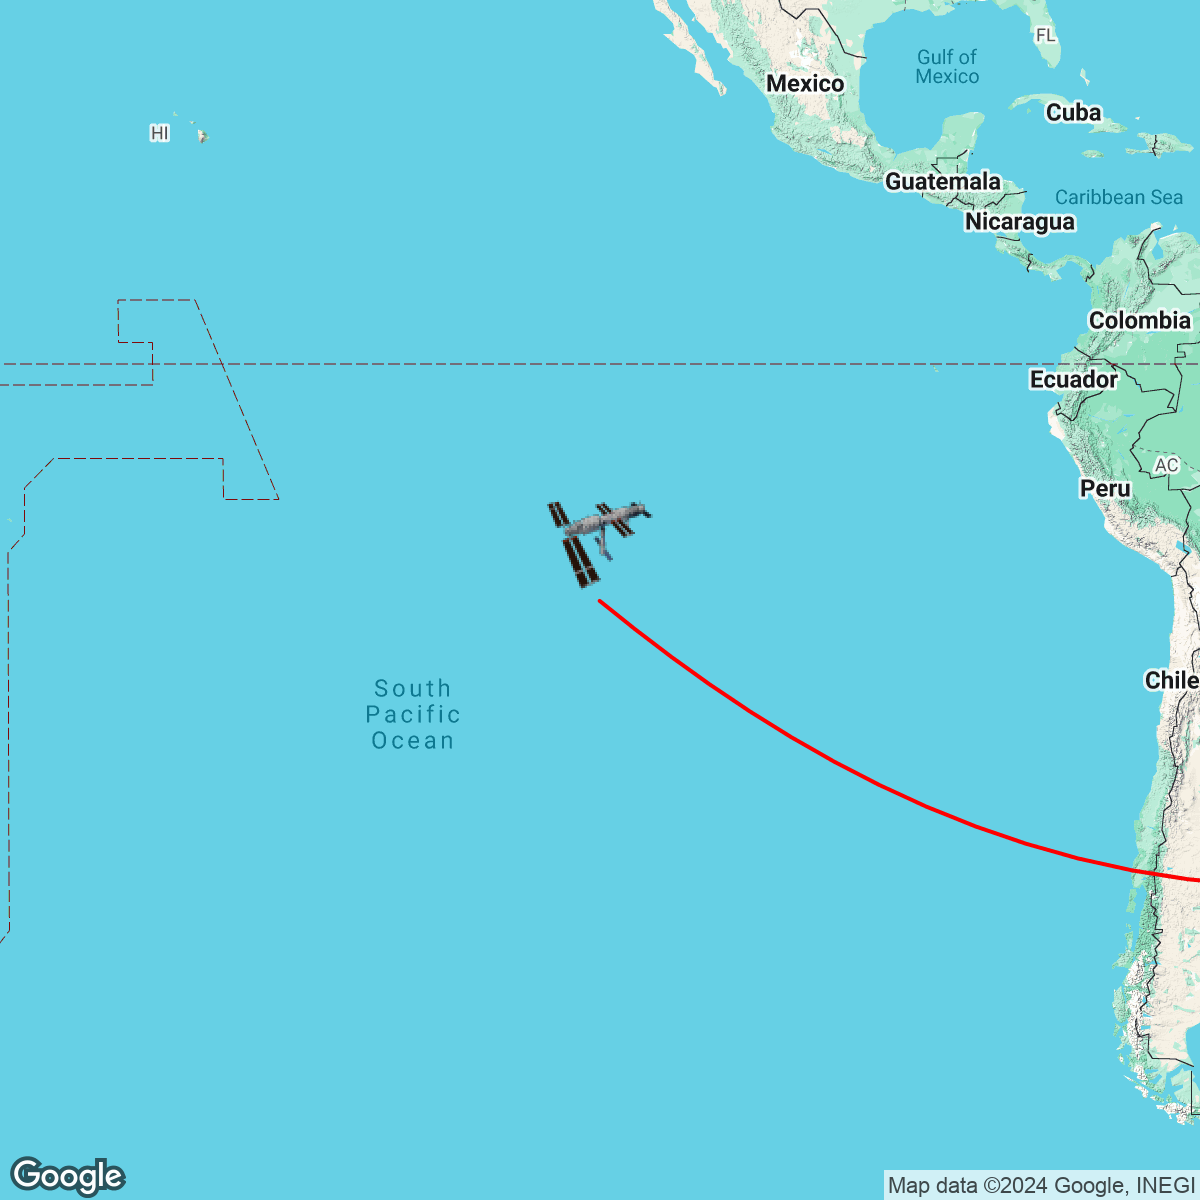 FL
Gulf of
Mexico
Mexico
Cuba
HI
Guatemala
Caribbean Sea
Nicaragua
Colombia
Ecuador
AC
Peru
Chile
South
Pacific
Ocean
Google
Map data ©2024 Google, INEGI